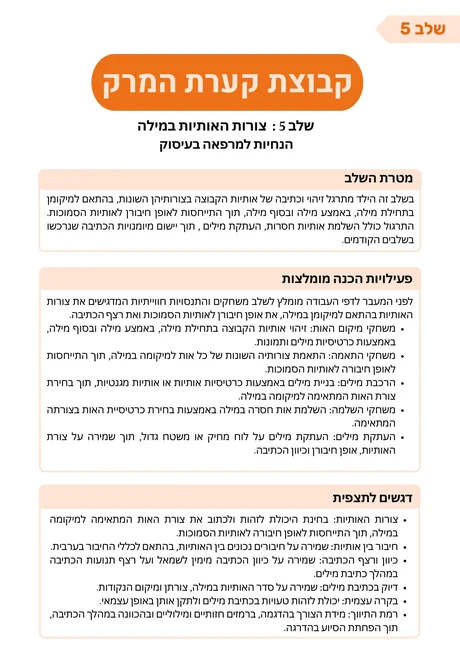 שלב 5
קבוצת קערת המרק
שלב 5 : צורות האותיות במילה
הנחיות למרפאה בעיסוק
מטרת השלב
בשלב זה הילד מתרגל זיהוי וכתיבה של אותיות הקבוצה בצורותיהן השונות, בהתאם למיקומן
בתחילת מילה, באמצע מילה ובסוף מילה, תוך התייחסות לאופן חיבורן לאותיות הסמוכות.
התרגול כולל השלמת אותיות חסרות, העתקת מילים , תוך יישום מיומנויות הכתיבה שנרכשו
בשלבים הקודמים.
פעילויות הכנה מומלצות
לפני המעבר לדפי העבודה מומלץ לשלב משחקים והתנסויות חווייתיות המדגישים את צורות
האותיות בהתאם למיקומן במילה, את אופן חיבורן לאותיות הסמוכות ואת רצף הכתיבה.
• משחקי מיקום האות: זיהוי אותיות הקבוצה בתחילת מילה, באמצע מילה ובסוף מילה,
באמצעות כרטיסיות מילים ותמונות.
• משחקי התאמה: התאמת צורותיה השונות של כל אות למיקומה במילה, תוך התייחסות
לאופן חיבורה לאותיות הסמוכות.
• הרכבת מילים: בניית מילים באמצעות כרטיסיות אותיות או אותיות מגנטיות, תוך בחירת
צורת האות המתאימה למיקומה במילה.
• משחקי השלמה: השלמת אות חסרה במילה באמצעות בחירת כרטיסיית האות בצורתה
המתאימה.
• העתקת מילים: העתקת מילים על לוח מחיק או משטח גדול, תוך שמירה על צורת
האותיות, אופן חיבורן וכיוון הכתיבה.
דגשים לתצפית
• צורות האותיות: בחינת היכולת לזהות ולכתוב את צורת האות המתאימה למיקומה
במילה, תוך התייחסות לאופן חיבורה לאותיות הסמוכות.
• חיבור בין אותיות: שמירה על חיבורים נכונים בין האותיות, בהתאם לכללי החיבור בערבית.
• כיוון ורצף הכתיבה: שמירה על כיוון הכתיבה מימין לשמאל ועל רצף תנועות הכתיבה
במהלך כתיבת מילים.
• דיוק בכתיבת מילים: שמירה על סדר האותיות במילה, צורתן ומיקום הנקודות.
• בקרה עצמית: יכולת לזהות טעויות בכתיבת מילים ולתקן אותן באופן עצמאי.
• רמת התיווך: מידת הצורך בהדגמה, ברמזים חזותיים ומילוליים ובהכוונה במהלך הכתיבה,
תוך הפחתת הסיוע בהדרגה.